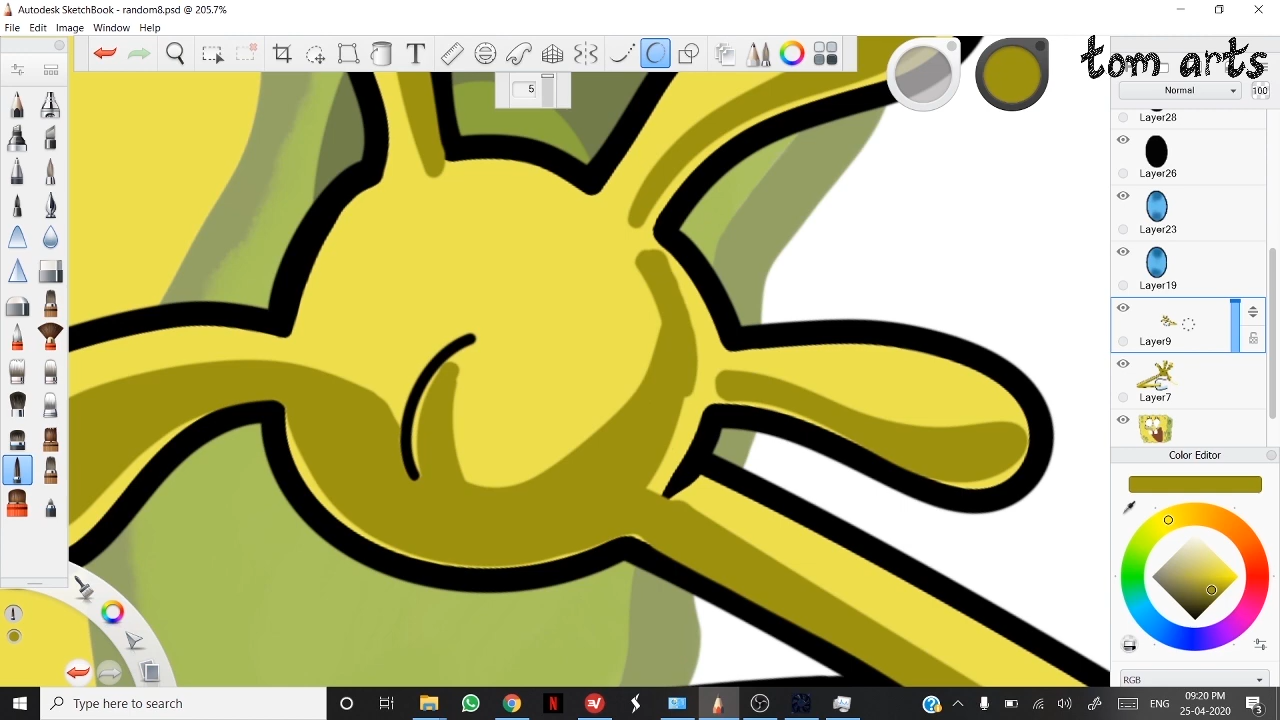 Autodesk SketchBook - random8.psd @ 205.7%
File Edit Image Window Help
tom arts
T
5
Normal
100
Layer28
Layer26
Layer23
Layer19
Layer9
Layer7
Color Editor
RGB
Type here to search
N
09:20 PM
25-04-2020